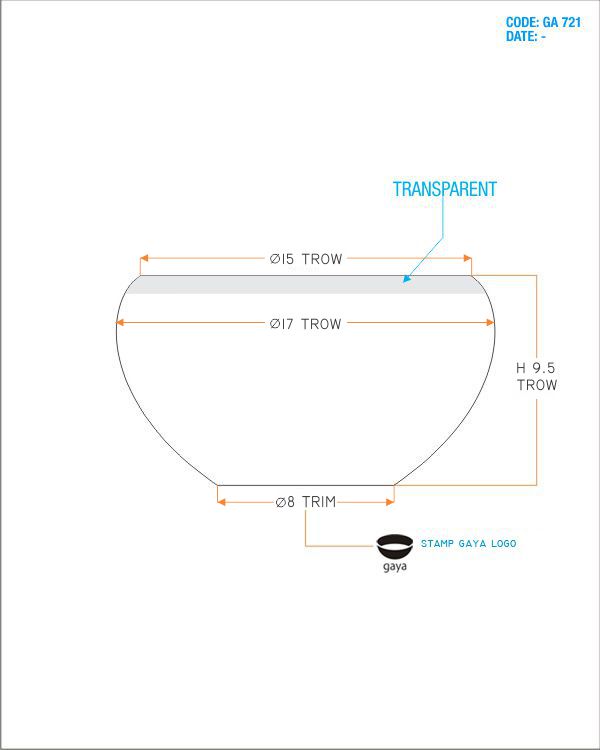 CODE: GA 721
DATE: -
TRANSPARENT
Ø15 TROW
Ø17 TROW
H 9.5
TROW
Ø8 TRIM
STAMP GAYA LOGO
gaya